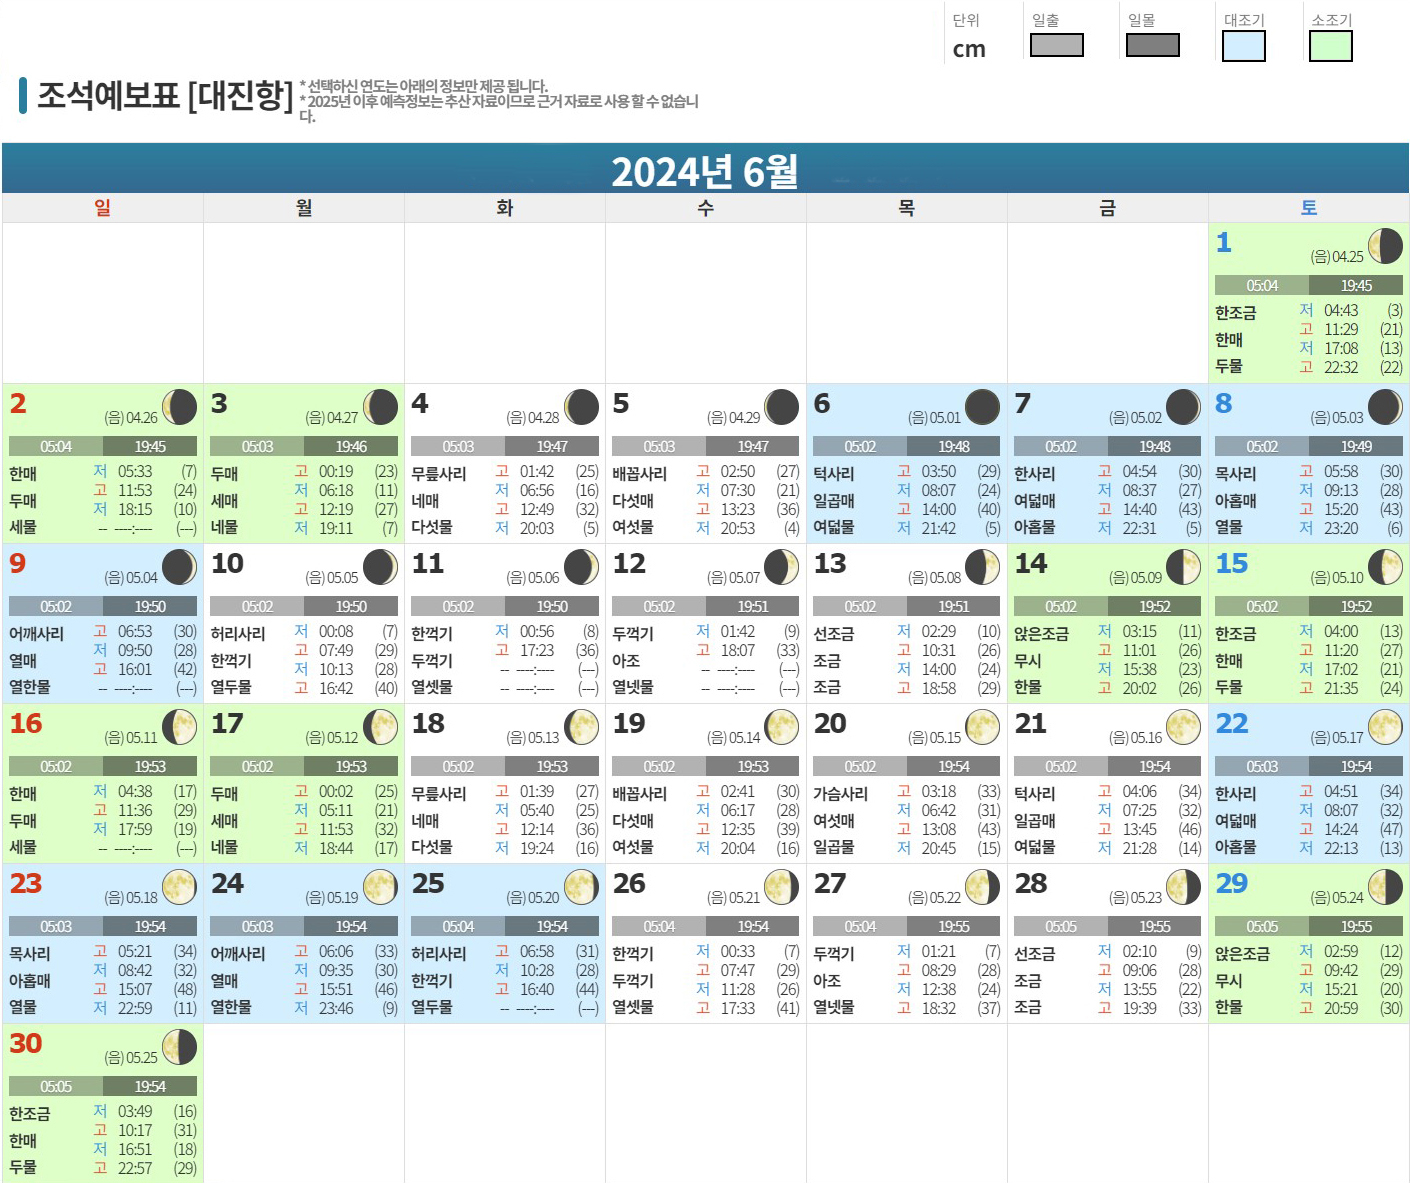 단위 일출 일몰 대조기 소조기
cm
조석예보표 [대진항]
* 선택하신 연도는 아래의 정보만 제공 됩니다.
* 2025년 이후 예측정보는 추산 자료이므로 근거 자료로 사용 할 수 없습니
다.
2024년 6월
일 월 화 수 목 금 토
1 (음) 04.25
05:04 19:45
한조금 저 04:43 (3)
고 11:29 (21)
한매 저 17:08 (13)
두물 고 22:32 (22)
2 (음) 04.26
05:04 19:45
한매 저 05:33 (7)
두매 고 11:53 (24)
저 18:15 (10)
세물 -- ----:---- (---)
3 (음) 04.27
05:03 19:46
두매 고 00:19 (23)
세매 저 06:18 (11)
고 12:19 (27)
네물 저 19:11 (7)
4 (음) 04.28
05:03 19:47
무릎사리 고 01:42 (25)
네매 저 06:56 (16)
고 12:49 (32)
다섯물 저 20:03 (5)
5 (음) 04.29
05:03 19:47
배꼽사리 고 02:50 (27)
다섯매 저 07:30 (21)
고 13:23 (36)
여섯물 저 20:53 (4)
6 (음) 05.01
05:02 19:48
턱사리 고 03:50 (29)
일곱매 저 08:07 (24)
고 14:00 (40)
여덟물 저 21:42 (5)
7 (음) 05.02
05:02 19:48
한사리 고 04:54 (30)
여덟매 저 08:37 (27)
고 14:40 (43)
아홉물 저 22:31 (5)
8 (음) 05.03
05:02 19:49
목사리 고 05:58 (30)
아홉매 저 09:13 (28)
고 15:20 (43)
열물 저 23:20 (6)
9 (음) 05.04
05:02 19:50
어깨사리 고 06:53 (30)
열매 저 09:50 (28)
고 16:01 (42)
열한물 -- ----:---- (---)
10 (음) 05.05
05:02 19:50
허리사리 저 00:08 (7)
한꺽기 고 07:49 (29)
저 10:13 (28)
열두물 고 16:42 (40)
11 (음) 05.06
05:02 19:50
한꺽기 저 00:56 (8)
두꺽기 고 17:23 (36)
-- ----:---- (---)
열셋물 -- ----:---- (---)
12 (음) 05.07
05:02 19:51
두꺽기 저 01:42 (9)
아조 고 18:07 (33)
-- ----:---- (---)
열넷물 -- ----:---- (---)
13 (음) 05.08
05:02 19:51
선조금 저 02:29 (10)
조금 고 10:31 (26)
저 14:00 (24)
조금 고 18:58 (29)
14 (음) 05.09
05:02 19:52
앉은조금 저 03:15 (11)
무시 고 11:01 (26)
저 15:38 (23)
한물 고 20:02 (26)
15 (음) 05.10
05:02 19:52
한조금 저 04:00 (13)
한매 고 11:20 (27)
저 17:02 (21)
두물 고 21:35 (24)
16 (음) 05.11
05:02 19:53
한매 저 04:38 (17)
두매 고 11:36 (29)
저 17:59 (19)
세물 -- ----:---- (---)
17 (음) 05.12
05:02 19:53
두매 고 00:02 (25)
세매 저 05:11 (21)
고 11:53 (32)
네물 저 18:44 (17)
18 (음) 05.13
05:02 19:53
무릎사리 고 01:39 (27)
네매 저 05:40 (25)
고 12:14 (36)
다섯물 저 19:24 (16)
19 (음) 05.14
05:02 19:53
배꼽사리 고 02:41 (30)
다섯매 저 06:17 (28)
고 12:35 (39)
여섯물 저 20:04 (16)
20 (음) 05.15
05:02 19:54
가슴사리 고 03:18 (33)
여섯매 저 06:42 (31)
고 13:08 (43)
일곱물 저 20:45 (15)
21 (음) 05.16
05:02 19:54
턱사리 고 04:06 (34)
일곱매 저 07:25 (32)
고 13:45 (46)
여덟물 저 21:28 (14)
22 (음) 05.17
05:03 19:54
한사리 고 04:51 (34)
여덟매 저 08:07 (32)
고 14:24 (47)
아홉물 저 22:13 (13)
23 (음) 05.18
05:03 19:54
목사리 고 05:21 (34)
아홉매 저 08:42 (32)
고 15:07 (48)
열물 저 22:59 (11)
24 (음) 05.19
05:03 19:54
어깨사리 고 06:06 (33)
열매 저 09:35 (30)
고 15:51 (46)
열한물 저 23:46 (9)
25 (음) 05.20
05:04 19:54
허리사리 고 06:58 (31)
한꺽기 저 10:28 (28)
고 16:40 (44)
열두물 -- ----:---- (---)
26 (음) 05.21
05:04 19:54
한꺽기 저 00:33 (7)
두꺽기 고 07:47 (29)
저 11:28 (26)
열셋물 고 17:33 (41)
27 (음) 05.22
05:04 19:55
두꺽기 저 01:21 (7)
아조 고 08:29 (28)
저 12:38 (24)
열넷물 고 18:32 (37)
28 (음) 05.23
05:05 19:55
선조금 저 02:10 (9)
조금 고 09:06 (28)
저 13:55 (22)
조금 고 19:39 (33)
29 (음) 05.24
05:05 19:55
앉은조금 저 02:59 (12)
무시 고 09:42 (29)
저 15:21 (20)
한물 고 20:59 (30)
30 (음) 05.25
05:05 19:54
한조금 저 03:49 (16)
한매 고 10:17 (31)
저 16:51 (18)
두물 고 22:57 (29)